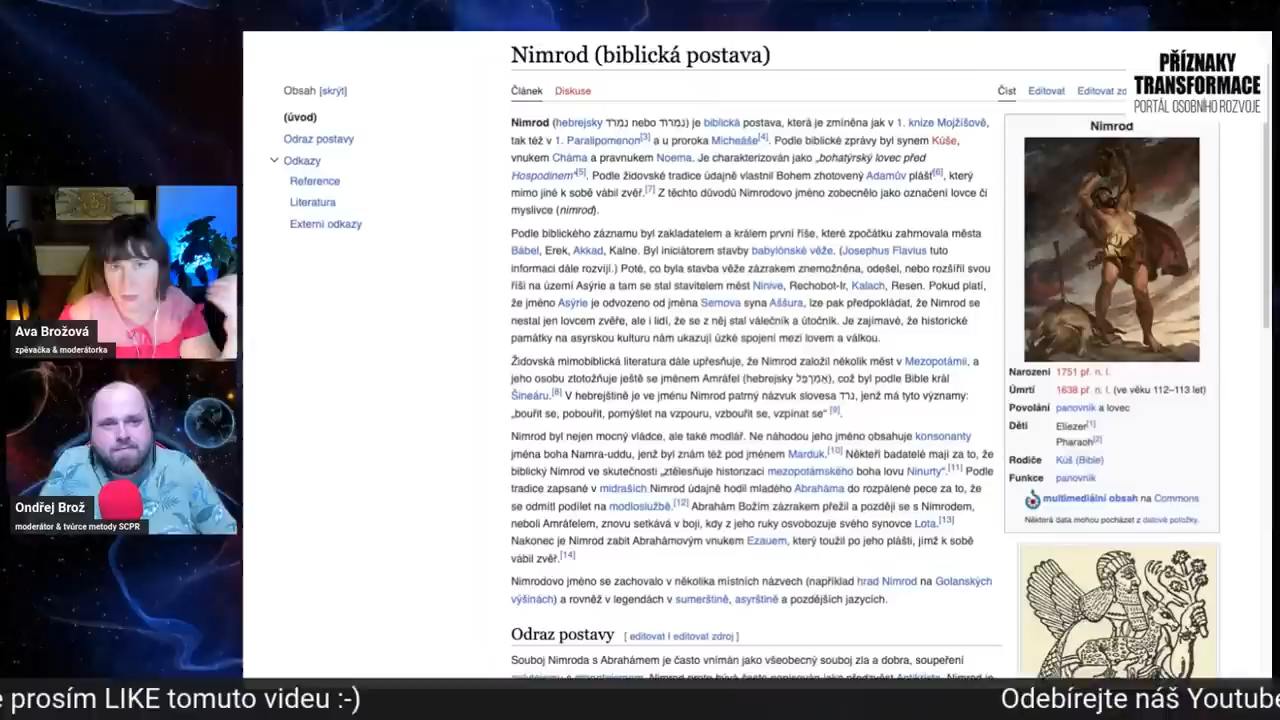 PŘÍZNAKY
TRANSFORMACE
PORTÁL OSOBNÍHO ROZVOJE
Nimrod (biblická postava)
Obsah [skrýt]
(úvod)
Odraz postavy
Odkazy
Reference
Literatura
Externí odkazy
Článek Diskuse
Číst Editovat Editovat zd
Nimrod (hebrejsky נִמְרֹד nebo נִמְרוֹד) je biblická postava, která je zmíněna jak v 1. knize Mojžíšově,
tak též v 1. Paralipomenon[3] a u proroka Micheáše[4]. Podle biblické zprávy byl synem Kúše,
vnukem Cháma a pravnukem Noema. Je charakterizován jako „bohatýrský lovec před
Hospodinem“[5]. Podle židovské tradice údajně vlastnil Bohem zhotovený Adamův plášť[6], který
mimo jiné k sobě vábil zvěř.[7] Z těchto důvodů Nimrodovo jméno zobecnělo jako označení lovce či
myslivce (nimrod).
Podle biblického záznamu byl zakladatelem a králem první říše, které zpočátku zahrnovala města
Bábel, Erek, Akkad, Kalne. Byl iniciátorem stavby babylónské věže. (Josephus Flavius tuto
informaci dále rozvíjí.) Poté, co byla stavba věže zázrakem znemožněna, odešel, nebo rozšířil svou
říši na území Asýrie a tam se stal stavitelem měst Ninive, Rechobot-Ir, Kalach, Resen. Pokud platí,
že jméno Asýrie je odvozeno od jména Semova syna Aššúra, lze pak předpokládat, že Nimrod se
nestal jen lovcem zvěře, ale i lidí, že se z něj stal válečník a útočník. Je zajímavé, že historické
památky na asyrskou kulturu nám ukazují úzké spojení mezi lovem a válkou.
Židovská mimobiblická literatura dále upřesňuje, že Nimrod založil několik měst v Mezopotámii, a
jeho osobu ztotožňuje ještě se jménem Amráfel (hebrejsky אַמְרָפֶל), což byl podle Bible král
Šineáru.[8] V hebrejštině je ve jménu Nimrod patrný názvuk slovesa מרד, jenž má tyto významy:
„bouřit se, pobouřit, pomýšlet na vzpouru, vzbouřit se, vzpínat se“ [9].
Nimrod byl nejen mocný vládce, ale také modlář. Ne náhodou jeho jméno obsahuje konsonanty
jména boha Namra-uddu, jenž byl znám též pod jménem Marduk.[10] Někteří badatelé mají za to, že
biblický Nimrod ve skutečnosti „ztělesňuje historizaci mezopotámského boha lovu Ninurty“.[11] Podle
tradice zapsané v midraších Nimrod údajně hodil mladého Abraháma do rozpálené pece za to, že
se odmítl podílet na modloslužbě.[12] Abrahám Božím zázrakem přežil a později se s Nimrodem,
neboli Amráfelem, znovu setkává v boji, kdy z jeho ruky osvobozuje svého synovce Lota.[13]
Nakonec je Nimrod zabit Abrahámovým vnukem Ezauem, který toužil po jeho plášti, jímž k sobě
vábil zvěř.[14]
Nimrodovo jméno se zachovalo v několika místních názvech (například hrad Nimrod na Golanských
výšinách) a rovněž v legendách v sumerštině, asyrštině a pozdějších jazycích.
Odraz postavy [ editovat | editovat zdroj ]
Souboj Nimroda s Abrahámem je často vnímán jako všeobecný souboj zla a dobra, soupeření
Nimrod
Narození 1751 př. n. l.
Úmrtí 1638 př. n. l. (ve věku 112–113 let)
Povolání panovník a lovec
Děti Eliezer[1]
Pharaoh[2]
Rodiče Kúš (Bible)
Funkce panovník
multimediální obsah na Commons
Některá data mohou pocházet z datové položky.
Ava Brožová
zpěvačka & moderátorka
Ondřej Brož
moderátor & tvůrce metody SCPR
e prosím LIKE tomuto videu :-)
Odebírejte náš Youtube